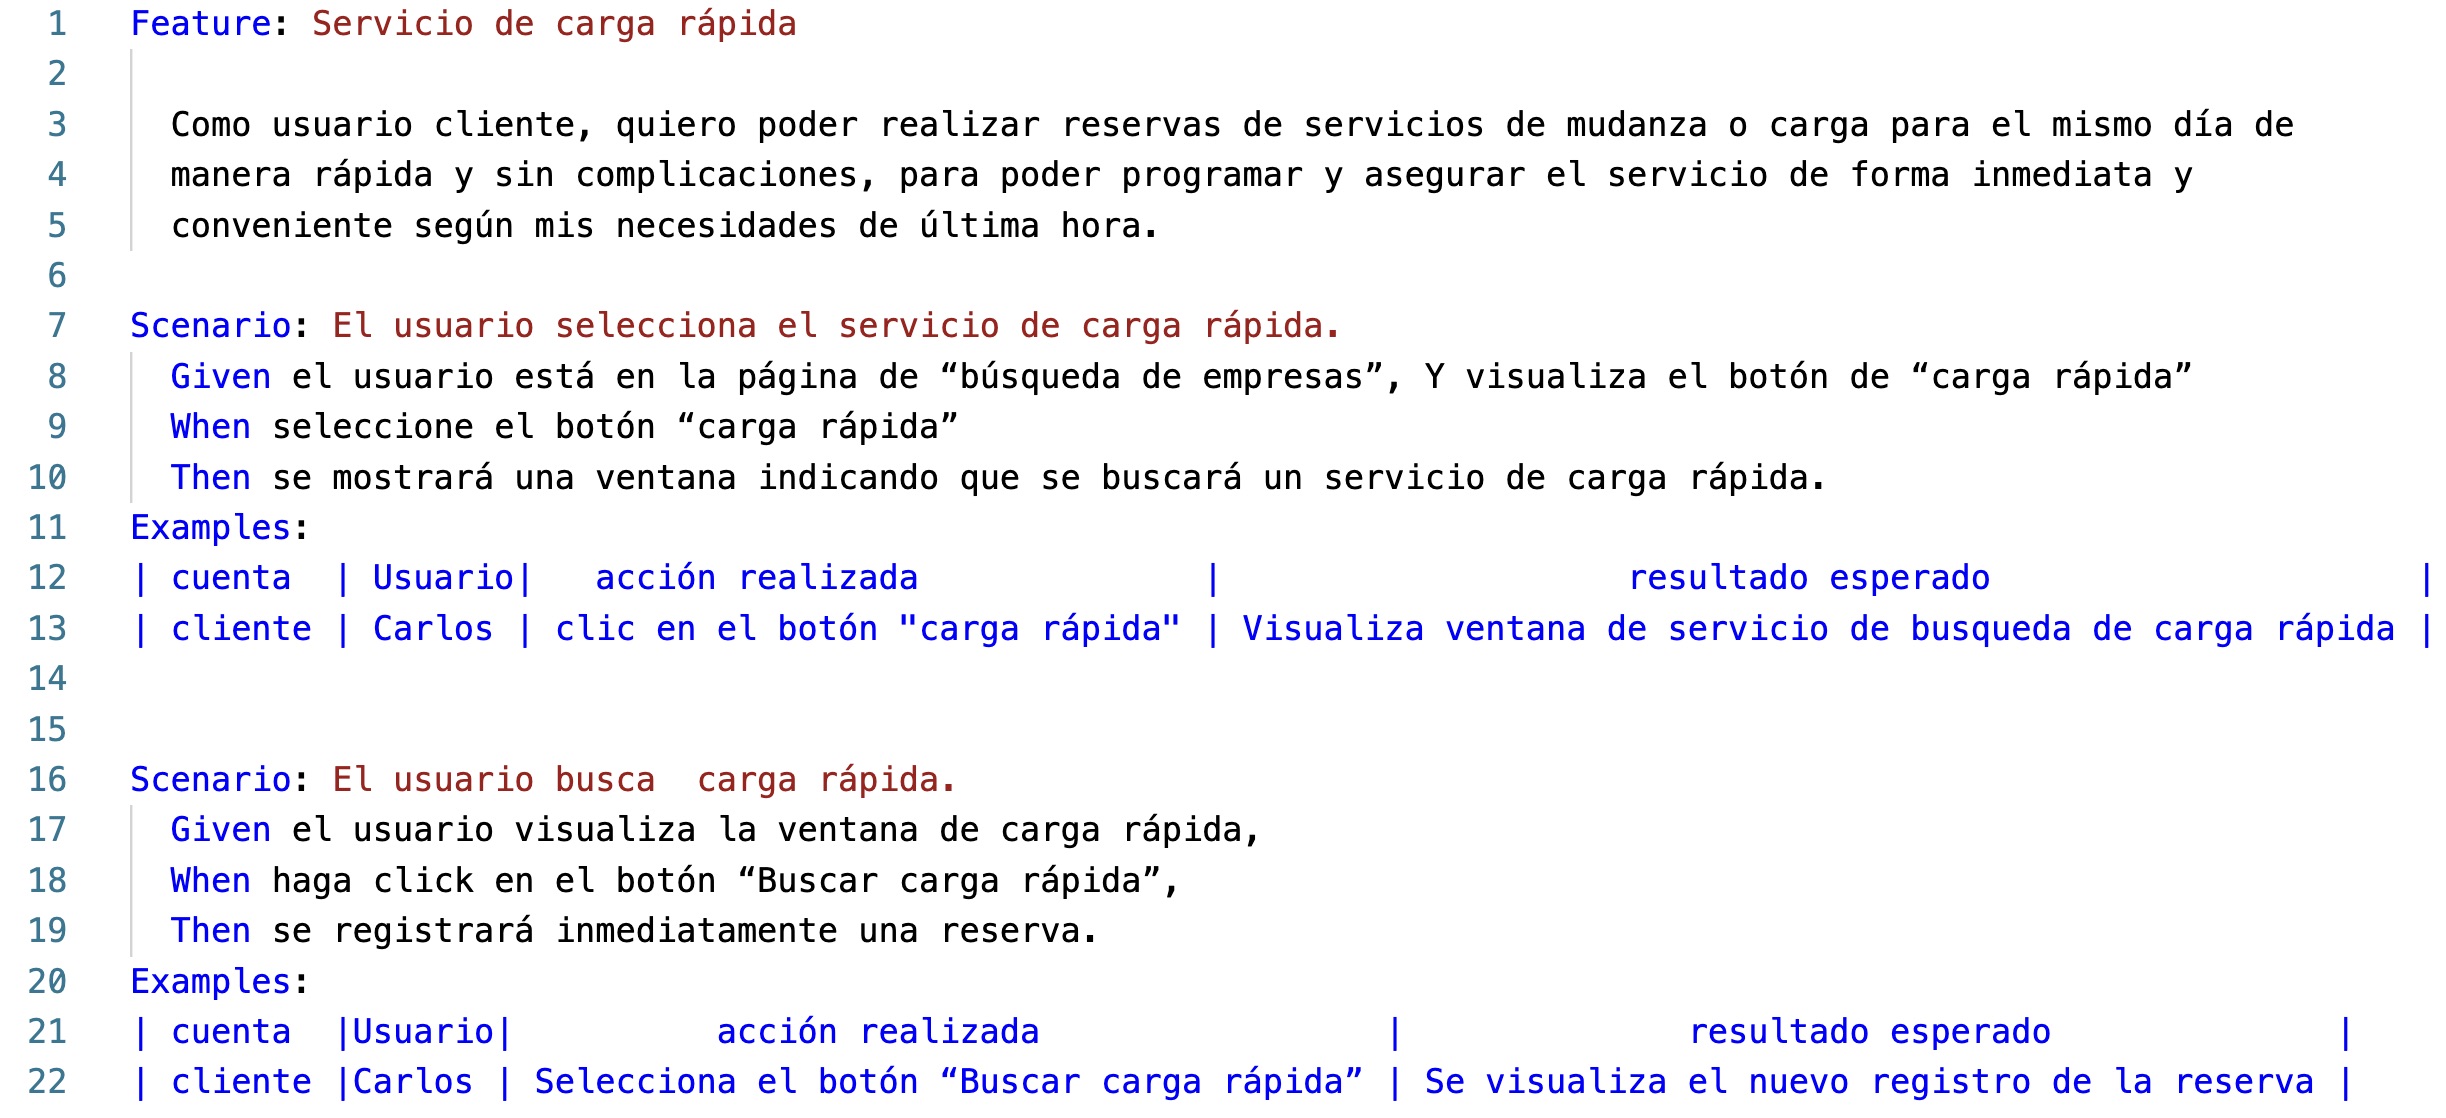 1 Feature: Servicio de carga rápida
2
3 Como usuario cliente, quiero poder realizar reservas de servicios de mudanza o carga para el mismo día de
4 manera rápida y sin complicaciones, para poder programar y asegurar el servicio de forma inmediata y
5 conveniente según mis necesidades de última hora.
6
7 Scenario: El usuario selecciona el servicio de carga rápida.
8 Given el usuario está en la página de “búsqueda de empresas”, Y visualiza el botón de “carga rápida”
9 When seleccione el botón “carga rápida”
10 Then se mostrará una ventana indicando que se buscará un servicio de carga rápida.
11 Examples:
12 | cuenta | Usuario| acción realizada | resultado esperado |
13 | cliente | Carlos | clic en el botón "carga rápida" | Visualiza ventana de servicio de busqueda de carga rápida |
14
15
16 Scenario: El usuario busca  carga rápida.
17 Given el usuario visualiza la ventana de carga rápida,
18 When haga click en el botón “Buscar carga rápida”,
19 Then se registrará inmediatamente una reserva.
20 Examples:
21 | cuenta |Usuario| acción realizada | resultado esperado |
22 | cliente |Carlos | Selecciona el botón “Buscar carga rápida” | Se visualiza el nuevo registro de la reserva |